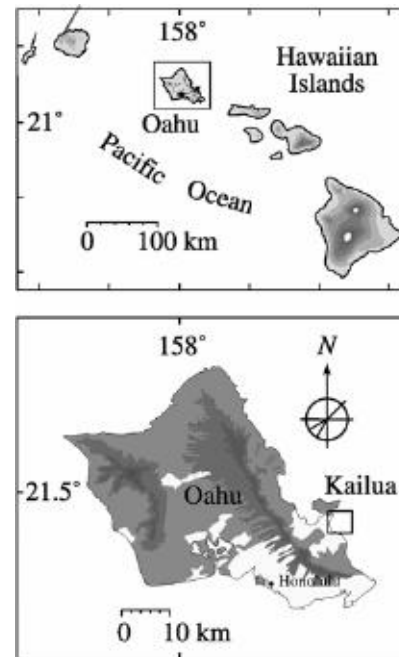 158°
Hawaiian
Islands
21°
Oahu
Pacific Ocean
0 100 km
158°
N
21.5°
Oahu
Kailua
Honolulu
0 10 km